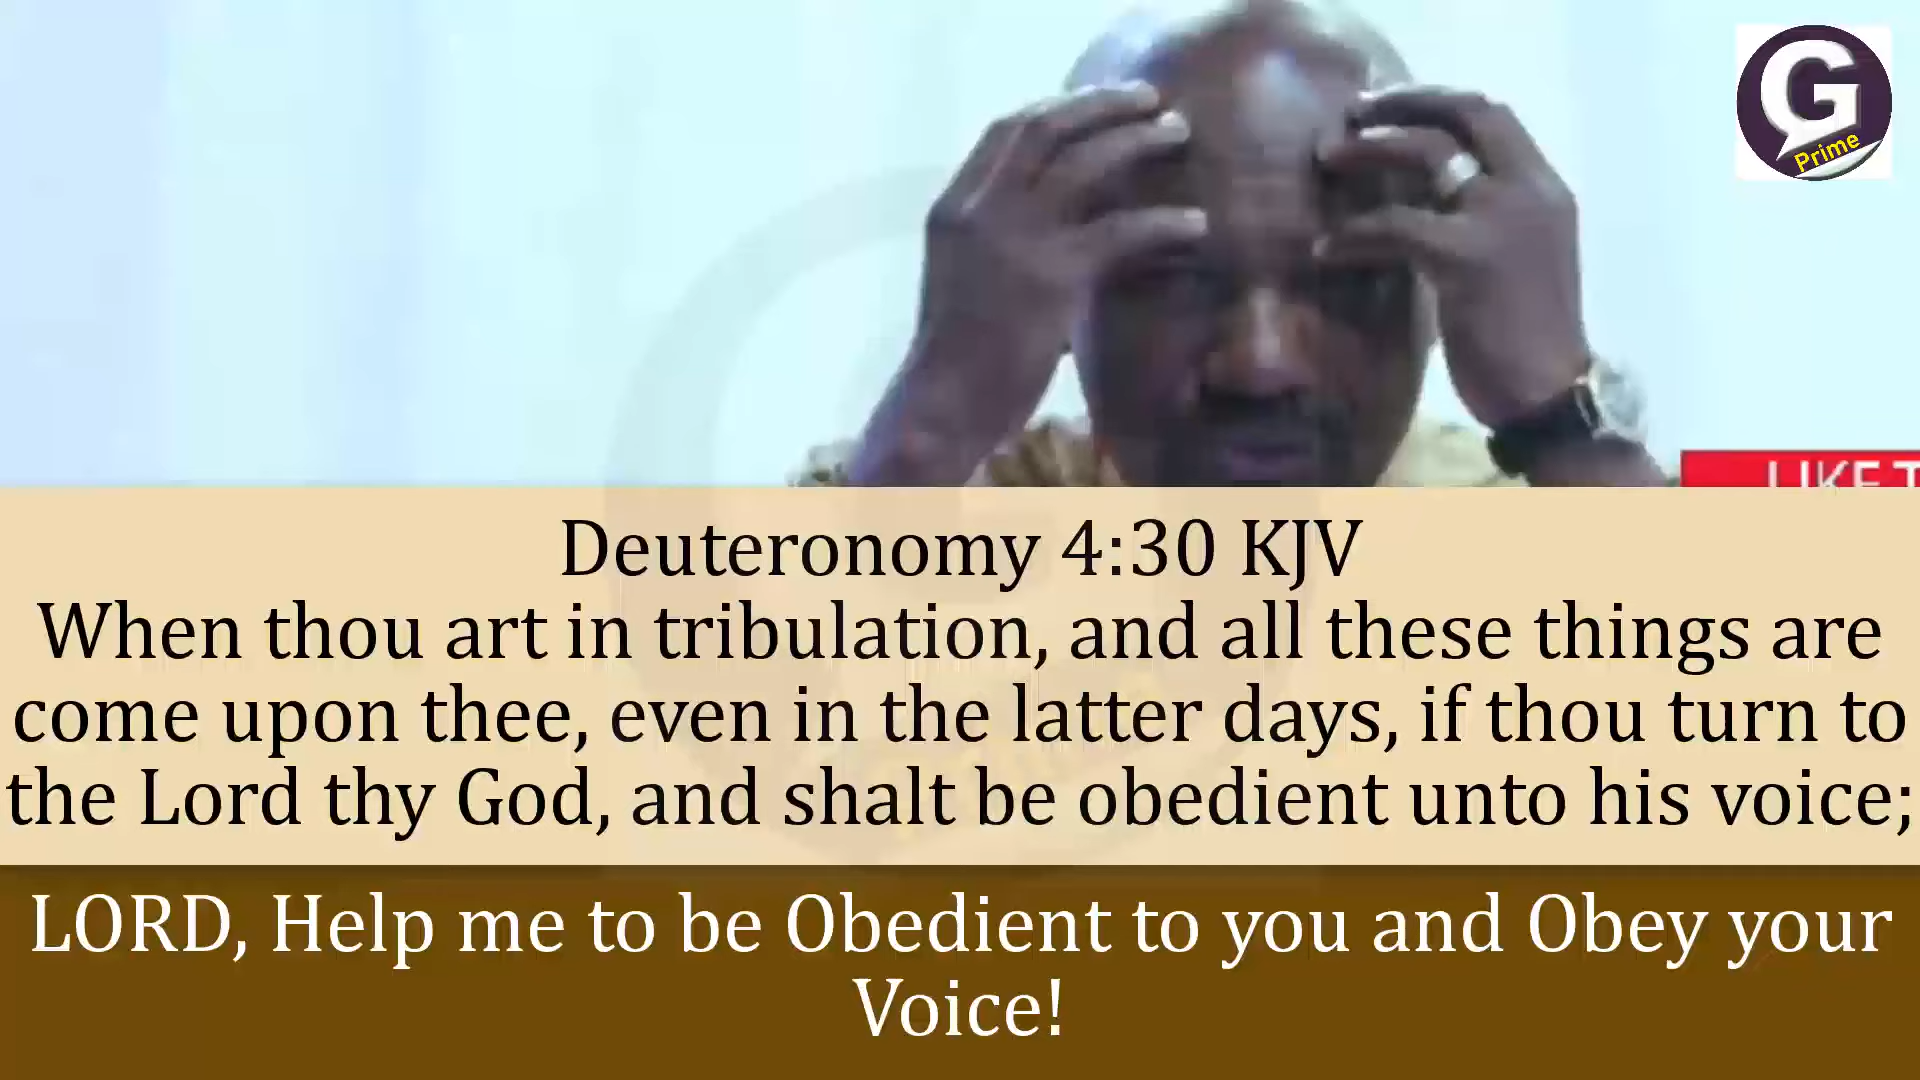 G
Prime
LIKE T
Deuteronomy 4:30 KJV
When thou art in tribulation, and all these things are
come upon thee, even in the latter days, if thou turn to
the Lord thy God, and shalt be obedient unto his voice;
LORD, Help me to be Obedient to you and Obey your
Voice!